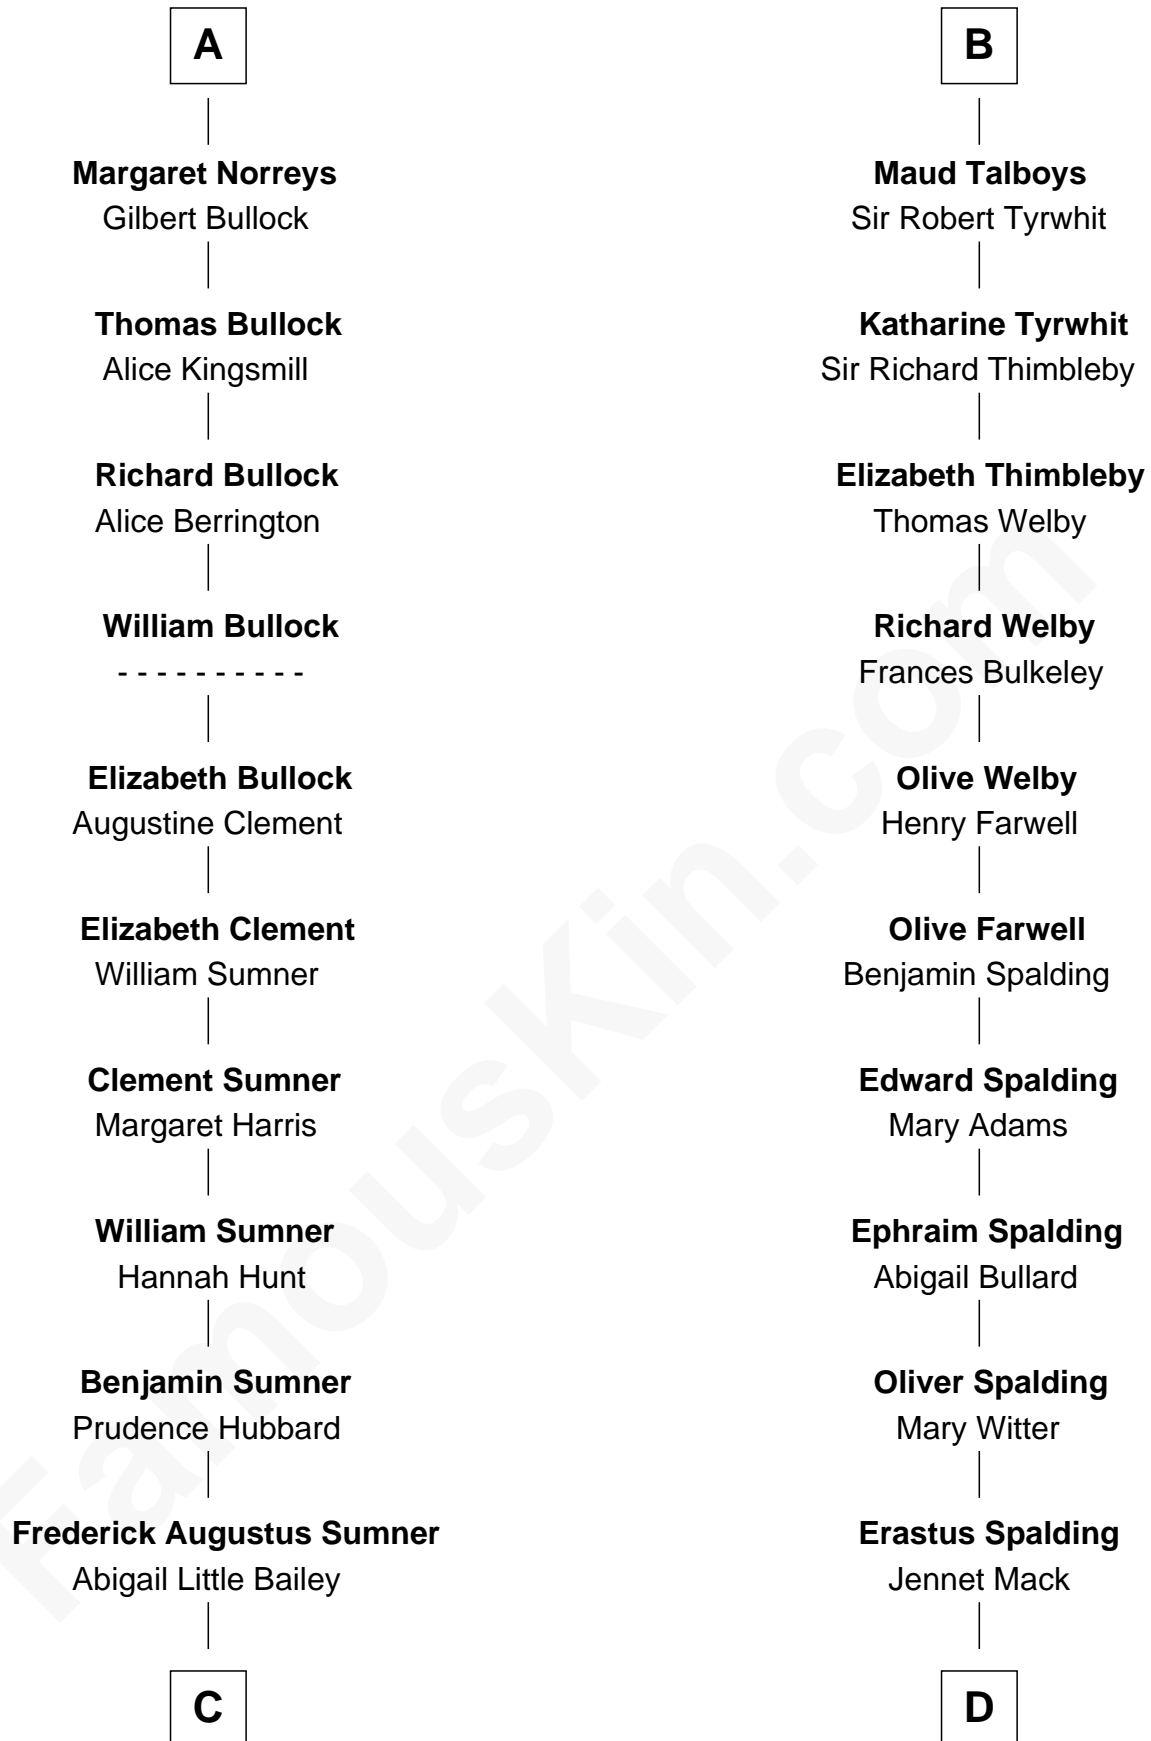 A
Margaret Norreys
Gilbert Bullock
Thomas Bullock
Alice Kingsmill
Richard Bullock
Alice Berrington
William Bullock
- - - - - - - - - -
Elizabeth Bullock
Augustine Clement
Elizabeth Clement
William Sumner
Clement Sumner
Margaret Harris
William Sumner
Hannah Hunt
Benjamin Sumner
Prudence Hubbard
Frederick Augustus Sumner
Abigail Little Bailey
C
B
Maud Talboys
Sir Robert Tyrwhit
Katharine Tyrwhit
Sir Richard Thimbleby
Elizabeth Thimbleby
Thomas Welby
Richard Welby
Frances Bulkeley
Olive Welby
Henry Farwell
Olive Farwell
Benjamin Spalding
Edward Spalding
Mary Adams
Ephraim Spalding
Abigail Bullard
Oliver Spalding
Mary Witter
Erastus Spalding
Jennet Mack
D
FamousKin.com